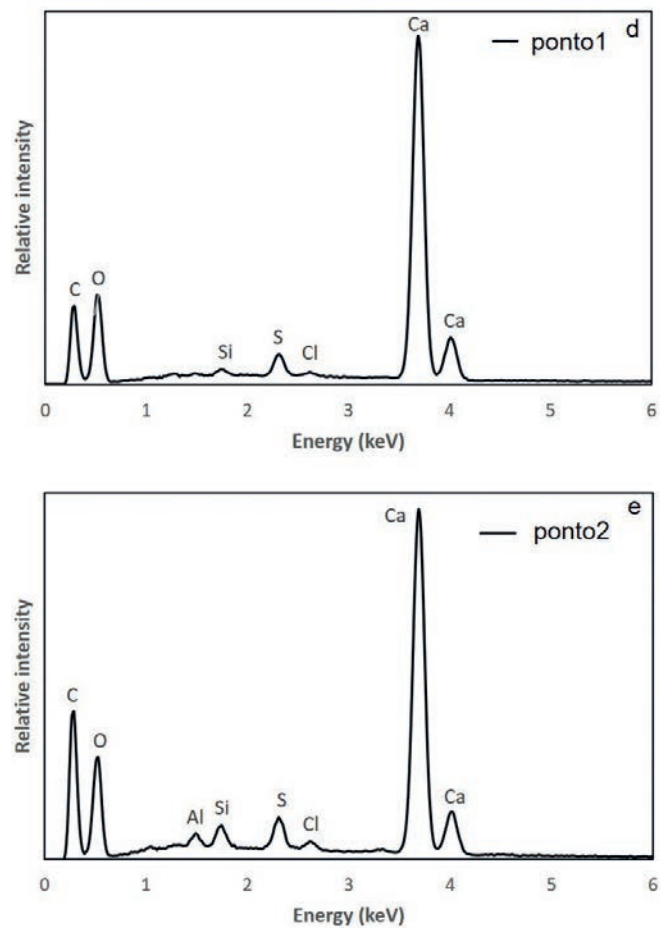 Ca
d
ponto1
Relative intensity
C
O
Si
S
Cl
Ca
0 1 2 3 4 5 6
Energy (keV)
Ca
e
ponto2
Relative intensity
C
O
Al
Si
S
Cl
Ca
0 1 2 3 4 5 6
Energy (keV)